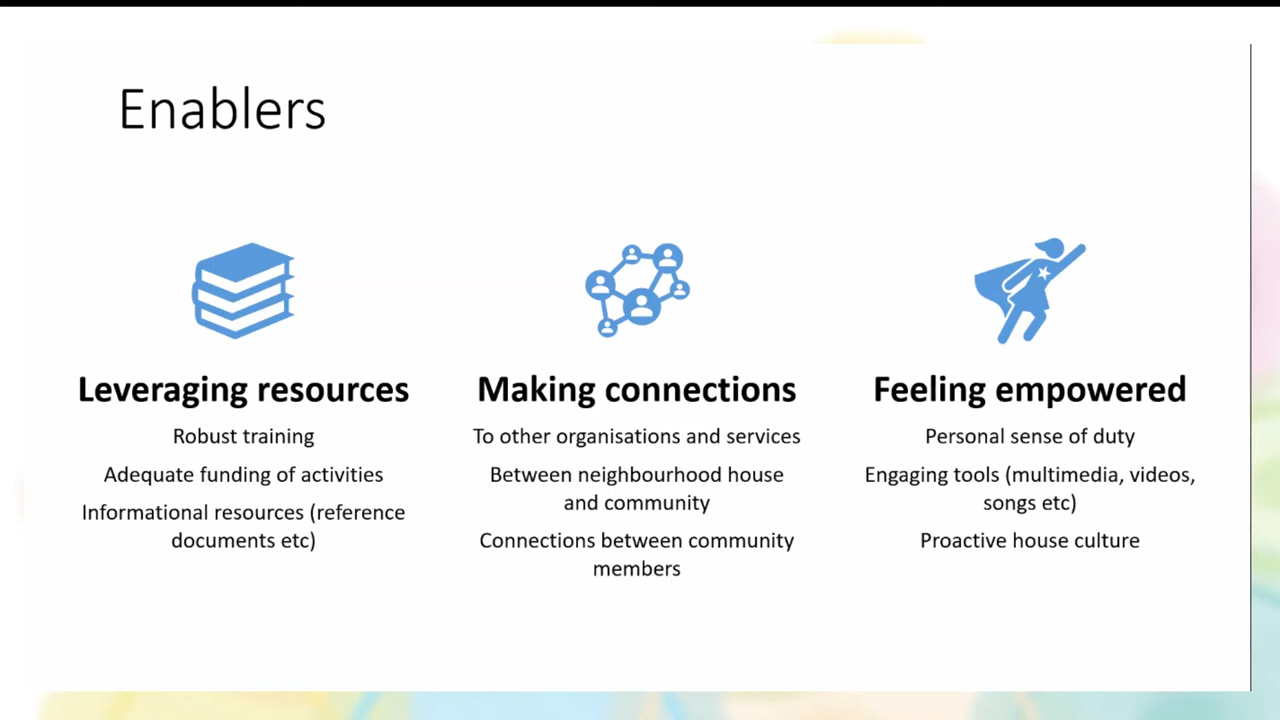 Enablers
Leveraging resources
Robust training
Adequate funding of activities
Informational resources (reference
documents etc)
Making connections
To other organisations and services
Between neighbourhood house
and community
Connections between community
members
Feeling empowered
Personal sense of duty
Engaging tools (multimedia, videos,
songs etc)
Proactive house culture